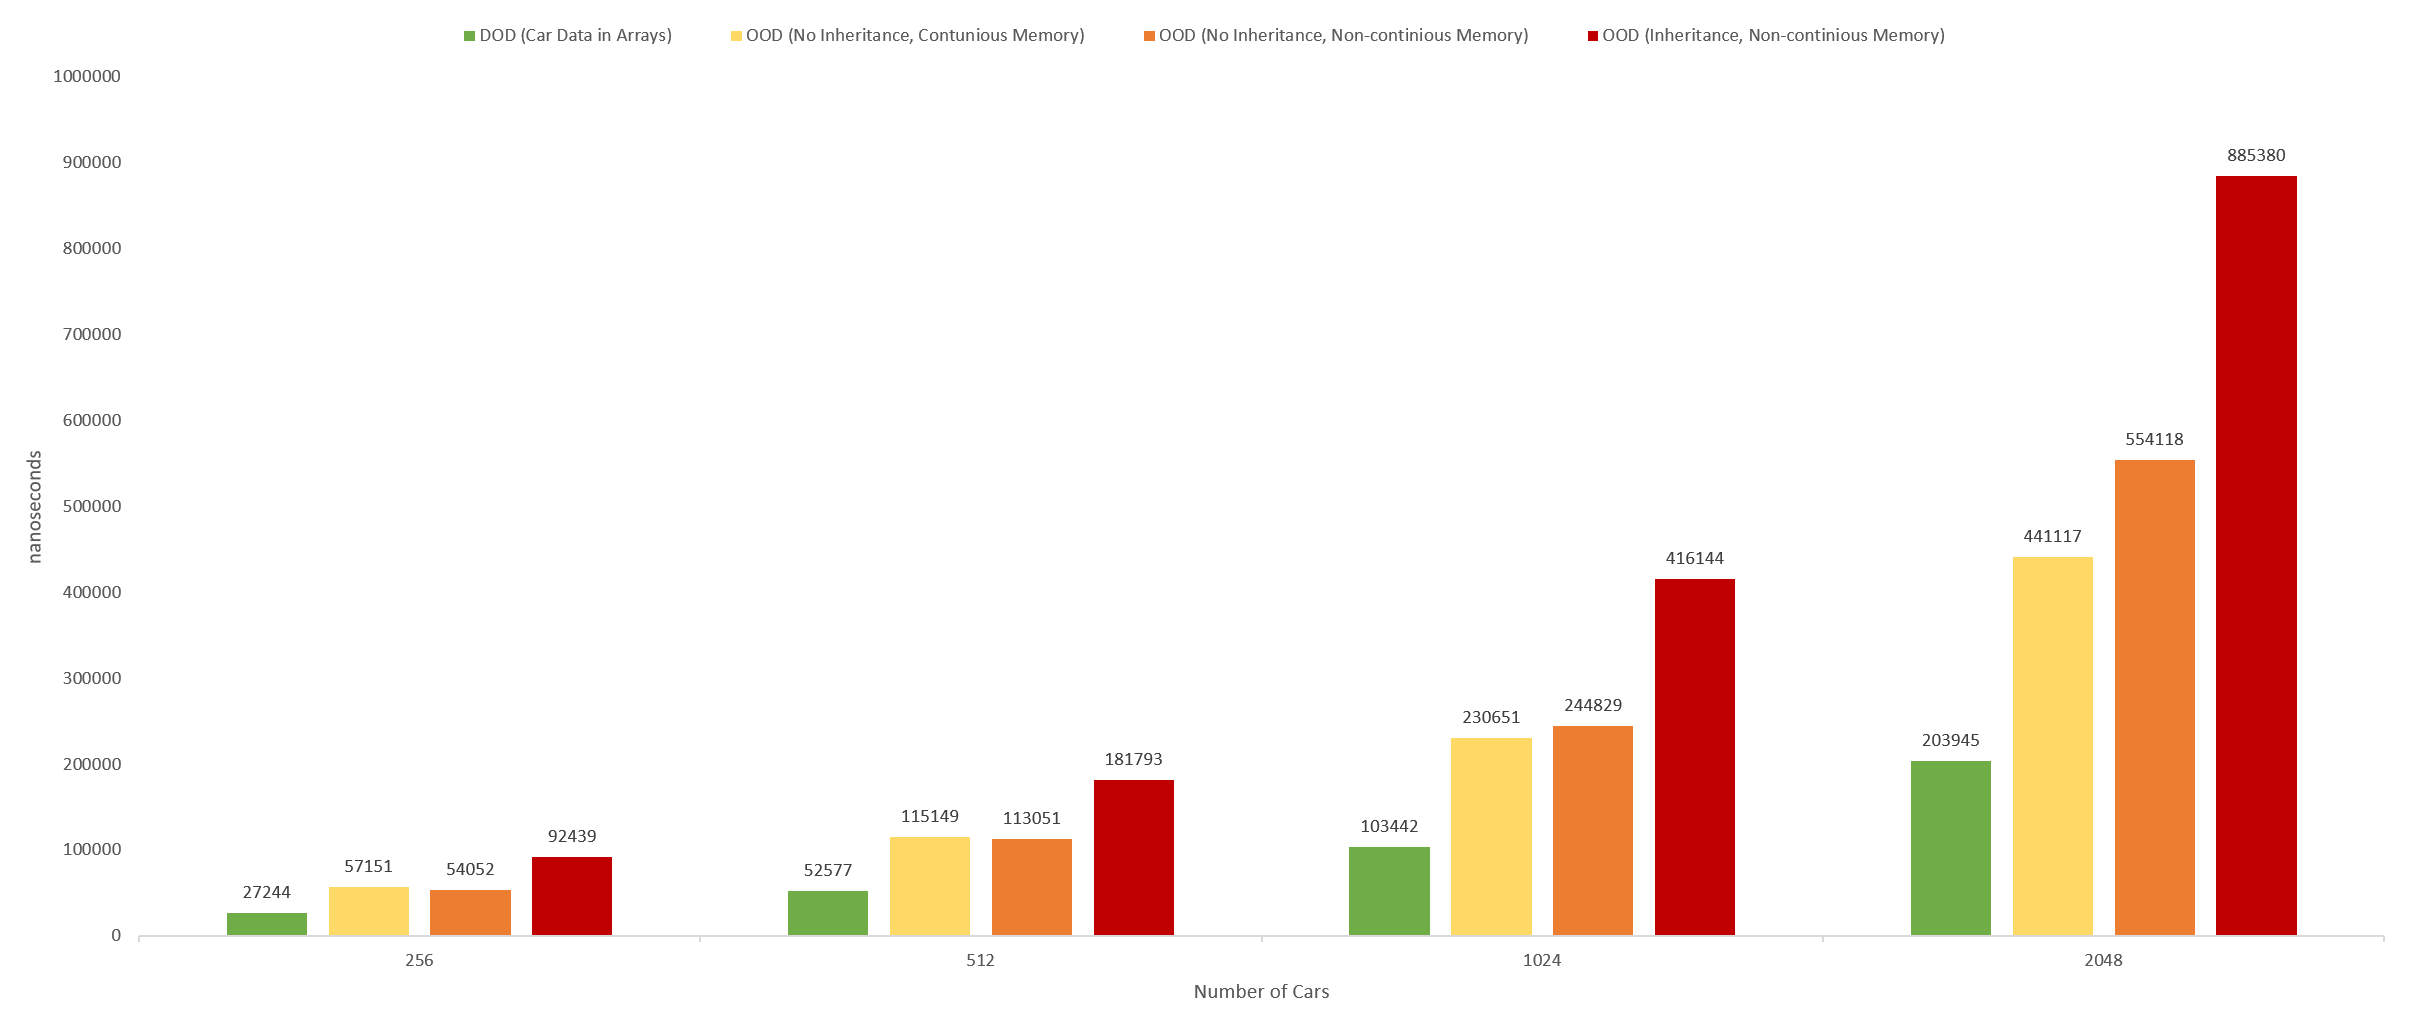 DOD (Car Data in Arrays) OOD (No Inheritance, Contunious Memory) OOD (No Inheritance, Non-continious Memory) OOD (Inheritance, Non-continious Memory)
1000000
900000
800000
700000
600000
500000
400000
300000
200000
100000
0
nanoseconds
27244 57151 54052 92439
52577 115149 113051 181793
103442 230651 244829 416144
203945 441117 554118 885380
256 512 1024 2048
Number of Cars